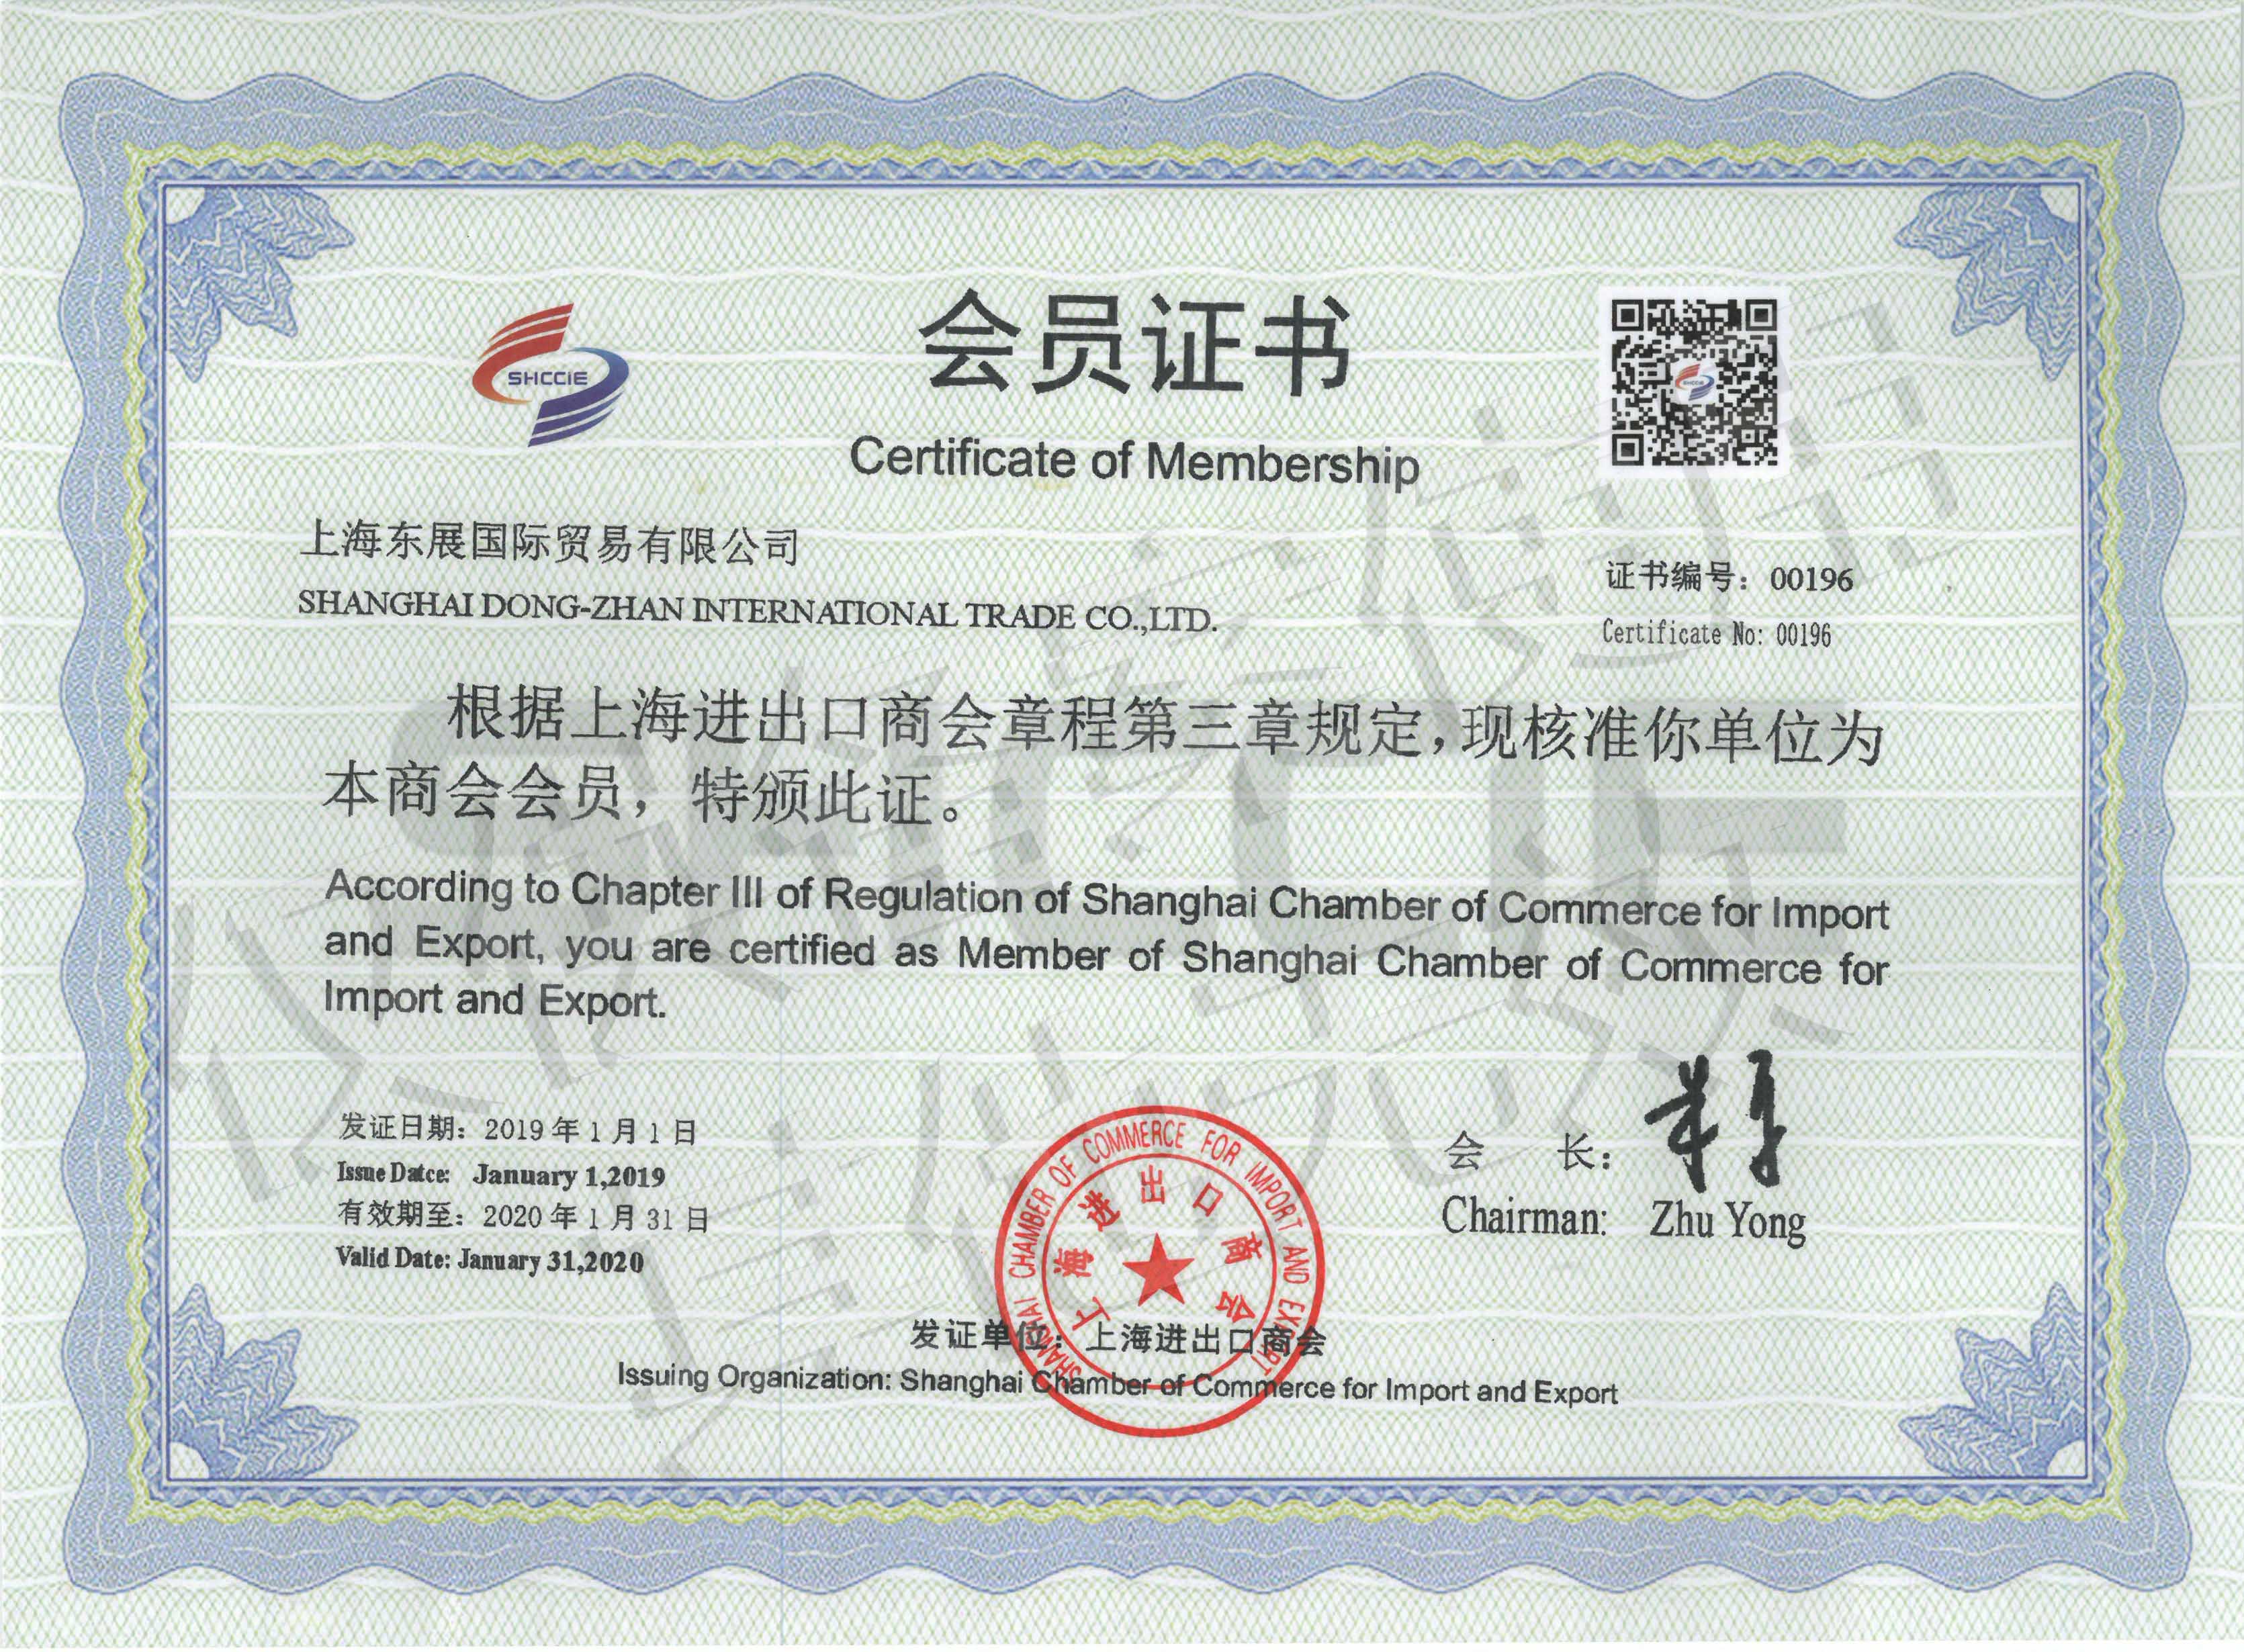 会员证书
SHCCIE
Certificate of Membership
上海东展国际贸易有限公司
SHANGHAI DONG-ZHAN INTERNATIONAL TRADE CO.,LTD.
证书编号：00196
Certificate No: 00196
根据上海进出口商会章程第三章规定，现核准你单位为
本商会会员，特颁此证。
According to Chapter III of Regulation of Shanghai Chamber of Commerce for Import
and Export, you are certified as Member of Shanghai Chamber of Commerce for
Import and Export.
发证日期：2019年1月1日
Issue Datce: January 1,2019
有效期至：2020年1月31日
Valid Date: January 31,2020
会 长：
Chairman: Zhu Yong
SHANGHAI CHAMBER OF COMMERCE FOR IMPORT AND EXPORT
上海进出口商会
发证单位：上海进出口商会
Issuing Organization: Shanghai Chamber of Commerce for Import and Export